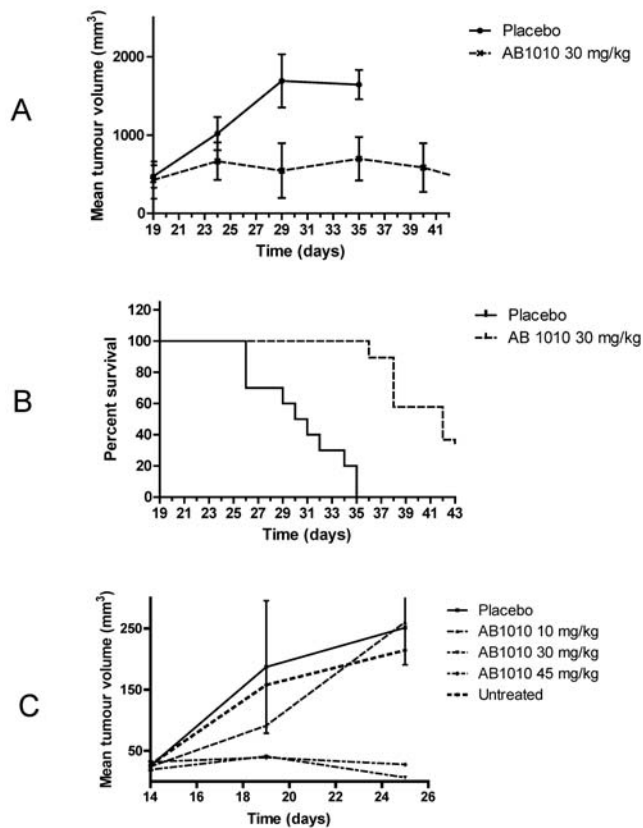 A
Mean tumour volume (mm³)
2000
1000
0
19 21 23 25 27 29 31 33 35 37 39 41
Time (days)
Placebo
AB1010 30 mg/kg
B
Percent survival
120
100
80
60
40
20
0
19 21 23 25 27 29 31 33 35 37 39 41 43
Time (days)
Placebo
AB 1010 30 mg/kg
C
Mean tumour volume (mm³)
250
150
50
14 16 18 20 22 24 26
Time (days)
Placebo
AB1010 10 mg/kg
AB1010 30 mg/kg
AB1010 45 mg/kg
Untreated